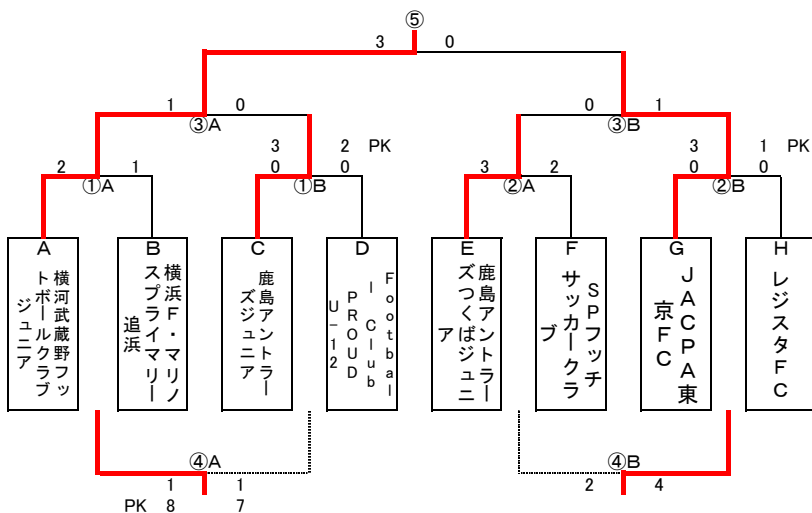 ⑤
3 0
1 0 0 1
③A ③B
3 2 PK 3 1 PK
2 1 0 0 3 2 0 0
①A ①B ②A ②B
A B C D E F G H
横河武蔵野フッ
トボールクラブ
ジュニア
横浜F・マリノ
スプライマリー
追浜
鹿島アントラー
ズジュニア
Footbal
l Club
PROUD
U-12
鹿島アントラー
ズつくばジュニ
ア
SPフッチ
サッカークラ
ブ
JACPA東
京FC
レジスタFC
④A ④B
1 1 2 4
PK 8 7